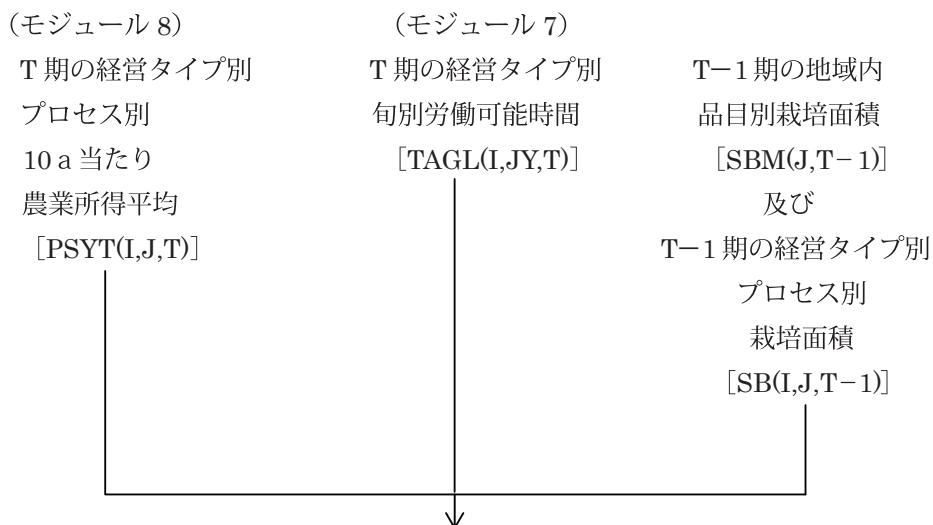 （モジュール 8）
T 期の経営タイプ別
プロセス別
10 a 当たり
農業所得平均
［PSYT(I,J,T)］
（モジュール 7）
T 期の経営タイプ別
旬別労働可能時間
［TAGL(I,JY,T)］
T－1 期の地域内
品目別栽培面積
［SBM(J,T－1)］
及び
T－1 期の経営タイプ別
プロセス別
栽培面積
［SB(I,J,T－1)］